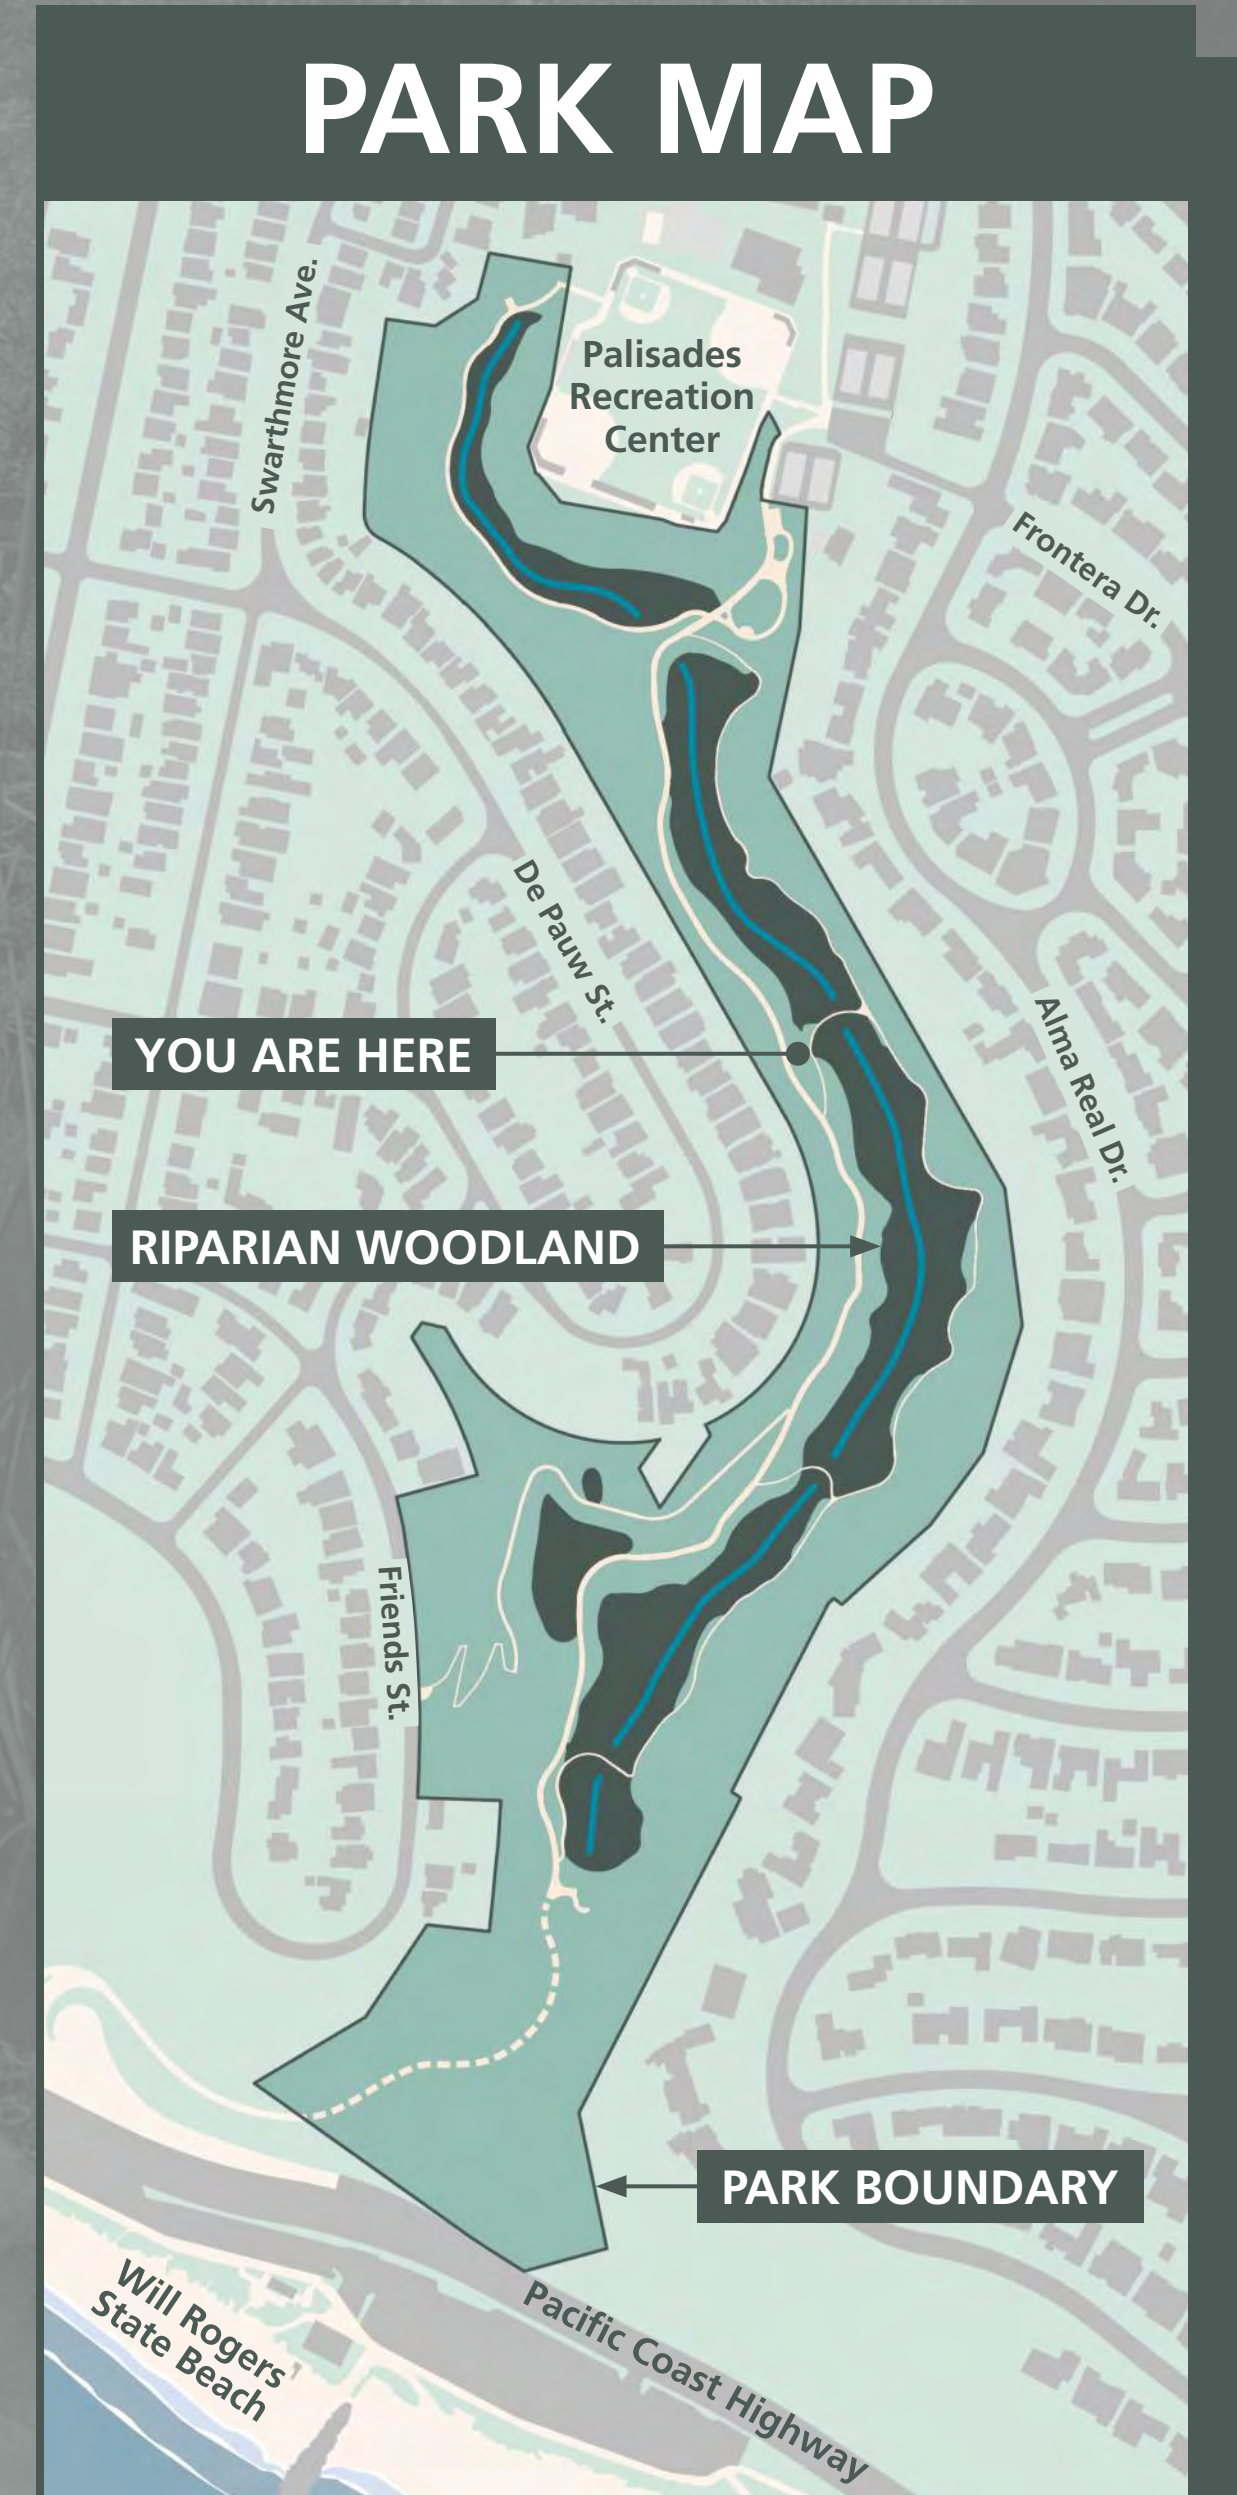 PARK MAP
Swarthmore Ave.
Palisades
Recreation
Center
Frontera Dr.
De Pauw St.
Alma Real Dr.
YOU ARE HERE
RIPARIAN WOODLAND
Friends St.
PARK BOUNDARY
Will Rogers
State Beach
Pacific Coast Highway